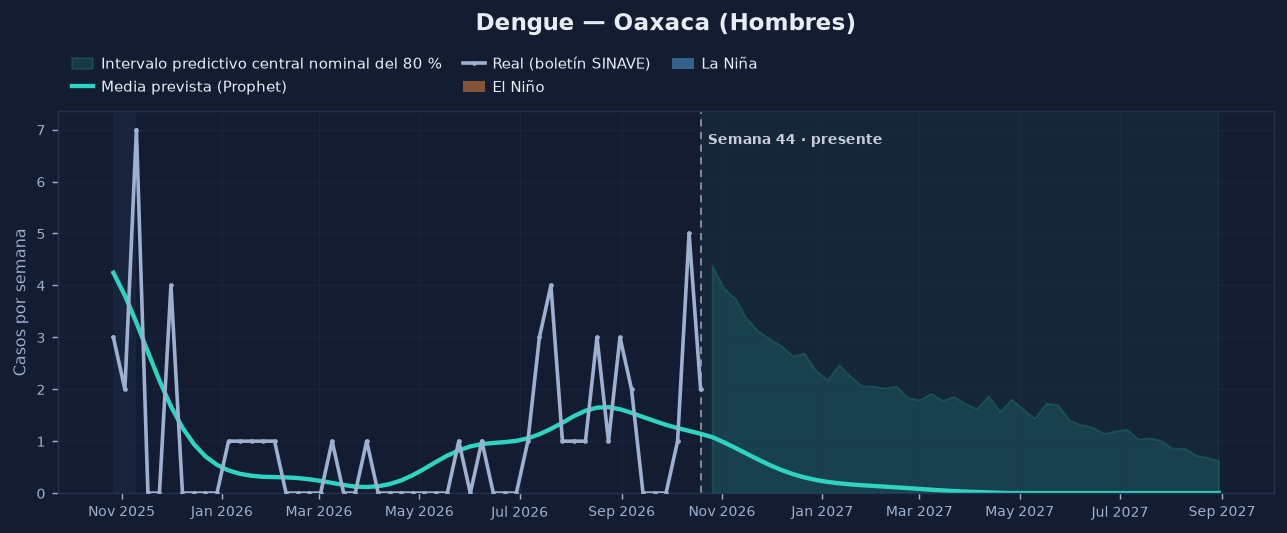 Dengue — Oaxaca (Hombres)
Intervalo predictivo central nominal del 80 %
Real (boletín SINAVE)
La Niña
Media prevista (Prophet)
El Niño
Semana 44 · presente
Casos por semana
7
6
5
4
3
2
1
0
Nov 2025
Jan 2026
Mar 2026
May 2026
Jul 2026
Sep 2026
Nov 2026
Jan 2027
Mar 2027
May 2027
Jul 2027
Sep 2027